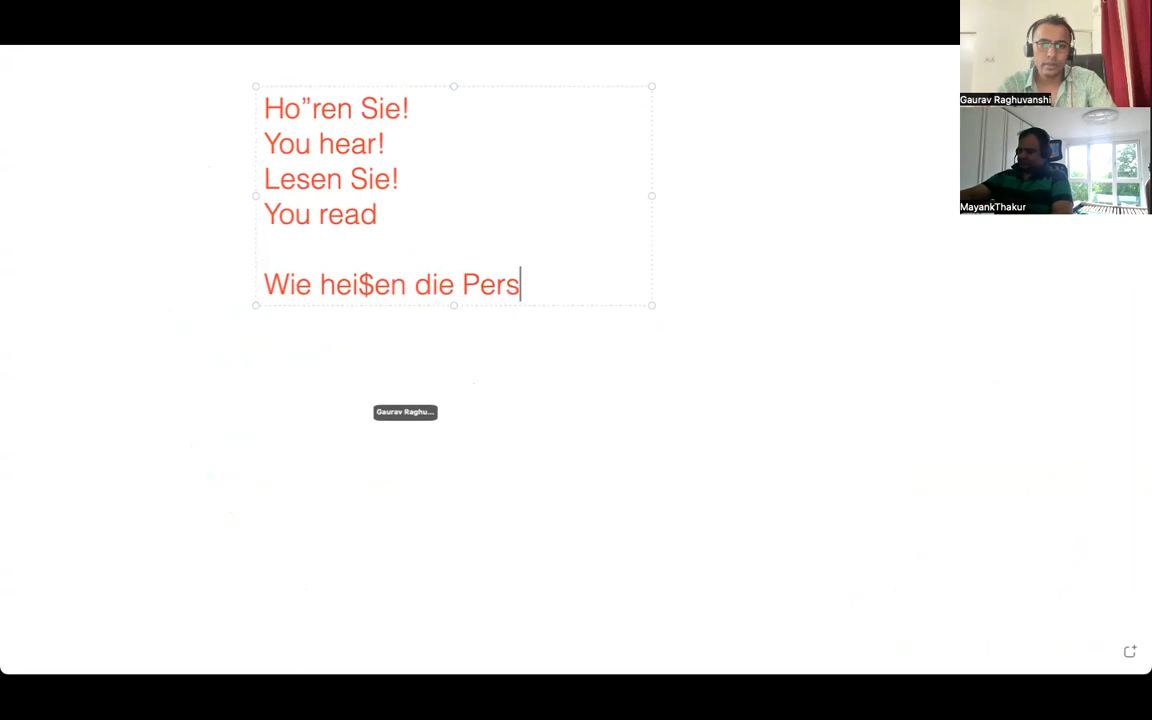 Ho”ren Sie!
You hear!
Lesen Sie!
You read
Wie hei$en die Pers
Gaurav Raghu...
Gaurav Raghuvanshi
MayankThakur